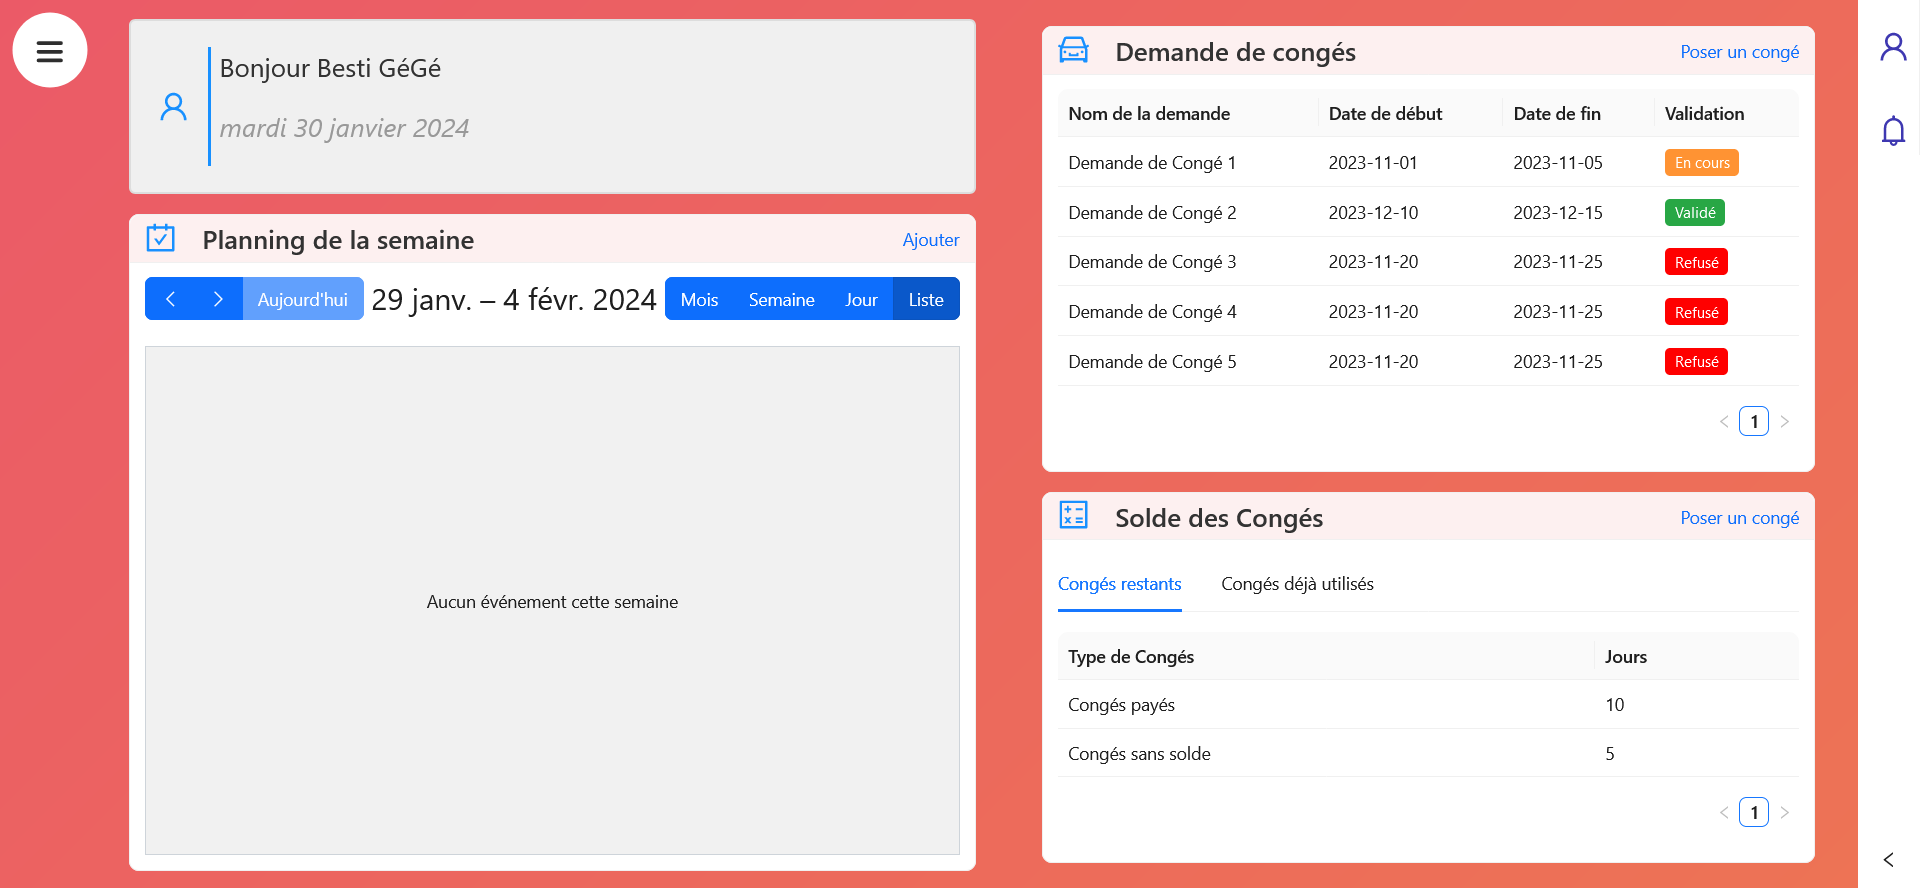 Bonjour Besti GéGé
mardi 30 janvier 2024
Planning de la semaine
Ajouter
Aujourd'hui
29 janv. – 4 févr. 2024
Mois Semaine Jour Liste
Aucun événement cette semaine
Demande de congés
Poser un congé
Nom de la demande Date de début Date de fin Validation
Demande de Congé 1 2023-11-01 2023-11-05 En cours
Demande de Congé 2 2023-12-10 2023-12-15 Validé
Demande de Congé 3 2023-11-20 2023-11-25 Refusé
Demande de Congé 4 2023-11-20 2023-11-25 Refusé
Demande de Congé 5 2023-11-20 2023-11-25 Refusé
1
Solde des Congés
Poser un congé
Congés restants Congés déjà utilisés
Type de Congés Jours
Congés payés 10
Congés sans solde 5
1